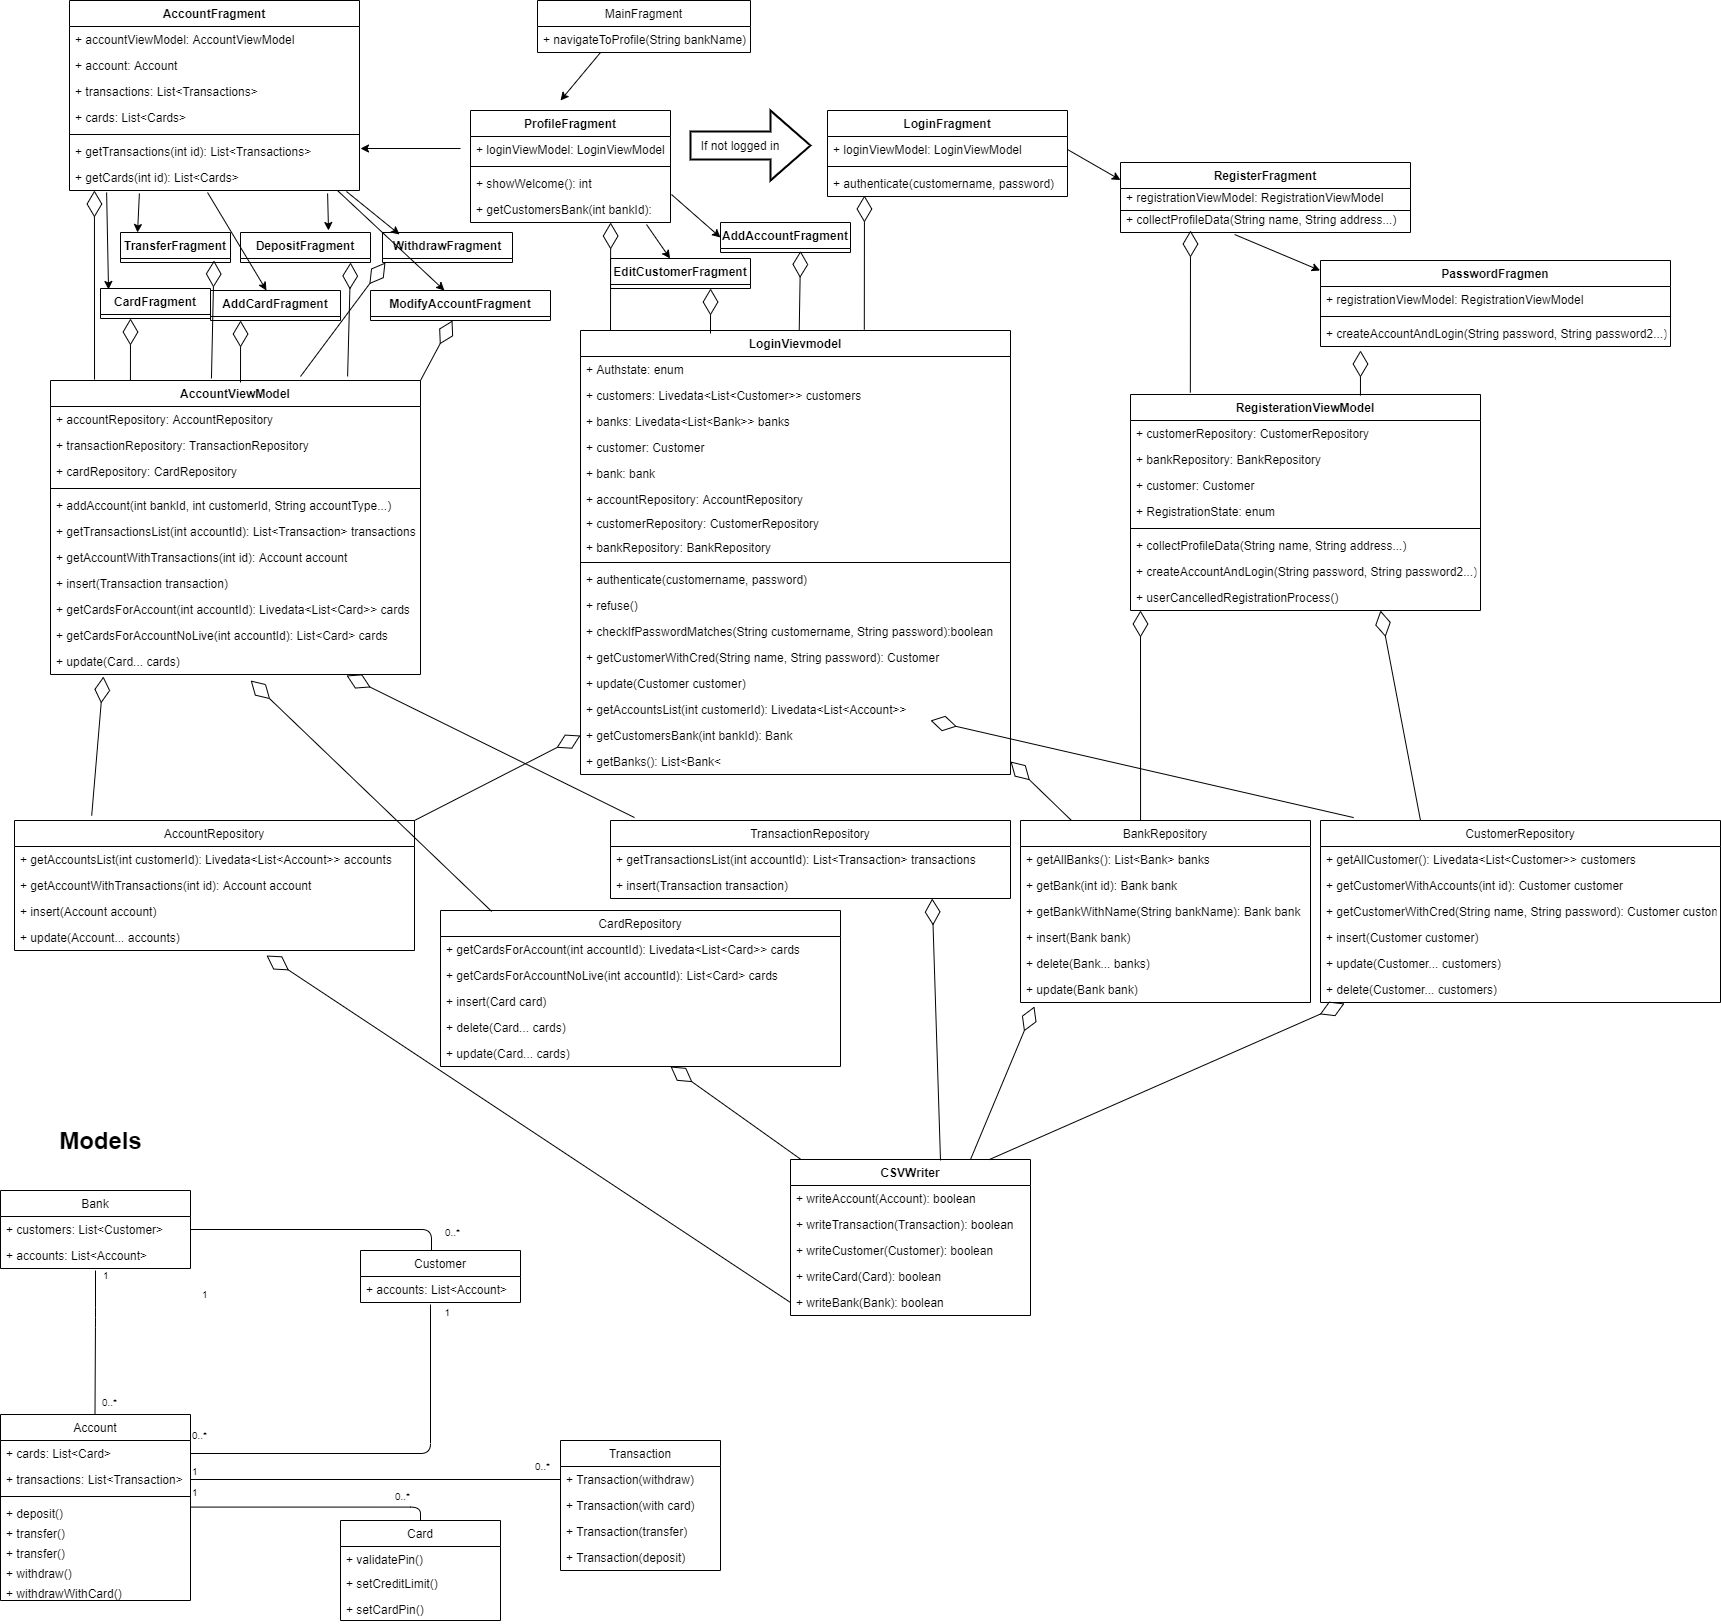 AccountFragment
+ accountViewModel: AccountViewModel
+ account: Account
+ transactions: List<Transactions>
+ cards: List<Cards>
+ getTransactions(int id): List<Transactions>
+ getCards(int id): List<Cards>
MainFragment
+ navigateToProfile(String bankName)
ProfileFragment
+ loginViewModel: LoginViewModel
+ showWelcome(): int
+ getCustomersBank(int bankId):
If not logged in
LoginFragment
+ loginViewModel: LoginViewModel
+ authenticate(customername, password)
RegisterFragment
+ registrationViewModel: RegistrationViewModel
+ collectProfileData(String name, String address...)
TransferFragment
DepositFragment
WithdrawFragment
AddAccountFragment
EditCustomerFragment
CardFragment
AddCardFragment
ModifyAccountFragment
PasswordFragmen
+ registrationViewModel: RegistrationViewModel
+ createAccountAndLogin(String password, String password2...)
AccountViewModel
+ accountRepository: AccountRepository
+ transactionRepository: TransactionRepository
+ cardRepository: CardRepository
+ addAccount(int bankId, int customerId, String accountType...)
+ getTransactionsList(int accountId): List<Transaction> transactions
+ getAccountWithTransactions(int id): Account account
+ insert(Transaction transaction)
+ getCardsForAccount(int accountId): Livedata<List<Card>> cards
+ getCardsForAccountNoLive(int accountId): List<Card> cards
+ update(Card... cards)
LoginVievmodel
+ Authstate: enum
+ customers: Livedata<List<Customer>> customers
+ banks: Livedata<List<Bank>> banks
+ customer: Customer
+ bank: bank
+ accountRepository: AccountRepository
+ customerRepository: CustomerRepository
+ bankRepository: BankRepository
+ authenticate(customername, password)
+ refuse()
+ checkIfPasswordMatches(String customername, String password):boolean
+ getCustomerWithCred(String name, String password): Customer
+ update(Customer customer)
+ getAccountsList(int customerId): Livedata<List<Account>>
+ getCustomersBank(int bankId): Bank
+ getBanks(): List<Bank<
RegisterationViewModel
+ customerRepository: CustomerRepository
+ bankRepository: BankRepository
+ customer: Customer
+ RegistrationState: enum
+ collectProfileData(String name, String address...)
+ createAccountAndLogin(String password, String password2...)
+ userCancelledRegistrationProcess()
AccountRepository
+ getAccountsList(int customerId): Livedata<List<Account>> accounts
+ getAccountWithTransactions(int id): Account account
+ insert(Account account)
+ update(Account... accounts)
TransactionRepository
+ getTransactionsList(int accountId): List<Transaction> transactions
+ insert(Transaction transaction)
BankRepository
+ getAllBanks(): List<Bank> banks
+ getBank(int id): Bank bank
+ getBankWithName(String bankName): Bank bank
+ insert(Bank bank)
+ delete(Bank... banks)
+ update(Bank bank)
CustomerRepository
+ getAllCustomer(): Livedata<List<Customer>> customers
+ getCustomerWithAccounts(int id): Customer customer
+ getCustomerWithCred(String name, String password): Customer custon
+ insert(Customer customer)
+ update(Customer... customers)
+ delete(Customer... customers)
CardRepository
+ getCardsForAccount(int accountId): Livedata<List<Card>> cards
+ getCardsForAccountNoLive(int accountId): List<Card> cards
+ insert(Card card)
+ delete(Card... cards)
+ update(Card... cards)
CSVWriter
+ writeAccount(Account): boolean
+ writeTransaction(Transaction): boolean
+ writeCustomer(Customer): boolean
+ writeCard(Card): boolean
+ writeBank(Bank): boolean
Models
Bank
+ customers: List<Customer>
+ accounts: List<Account>
0..*
1
1
Customer
+ accounts: List<Account>
1
0..*
Account
+ cards: List<Card>
+ transactions: List<Transaction>
+ deposit()
+ transfer()
+ transfer()
+ withdraw()
+ withdrawWithCard()
0..*
1
0..*
1
0..*
Transaction
+ Transaction(withdraw)
+ Transaction(with card)
+ Transaction(transfer)
+ Transaction(deposit)
Card
+ validatePin()
+ setCreditLimit()
+ setCardPin()